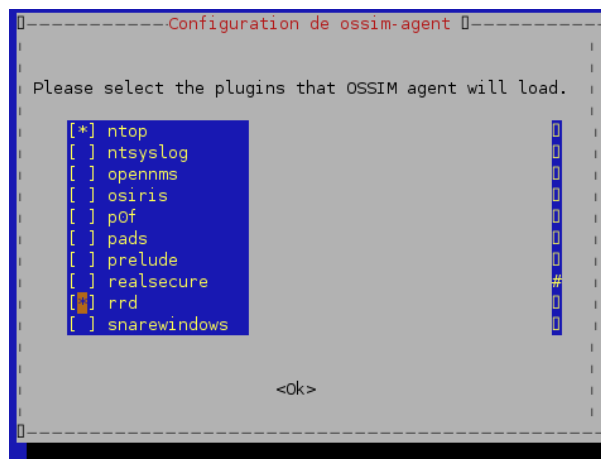 Configuration de ossim-agent
Please select the plugins that OSSIM agent will load.
[*] ntop
[ ] ntsyslog
[ ] opennms
[ ] osiris
[ ] p0f
[ ] pads
[ ] prelude
[ ] realsecure #
[*] rrd
[ ] snarewindows
<Ok>